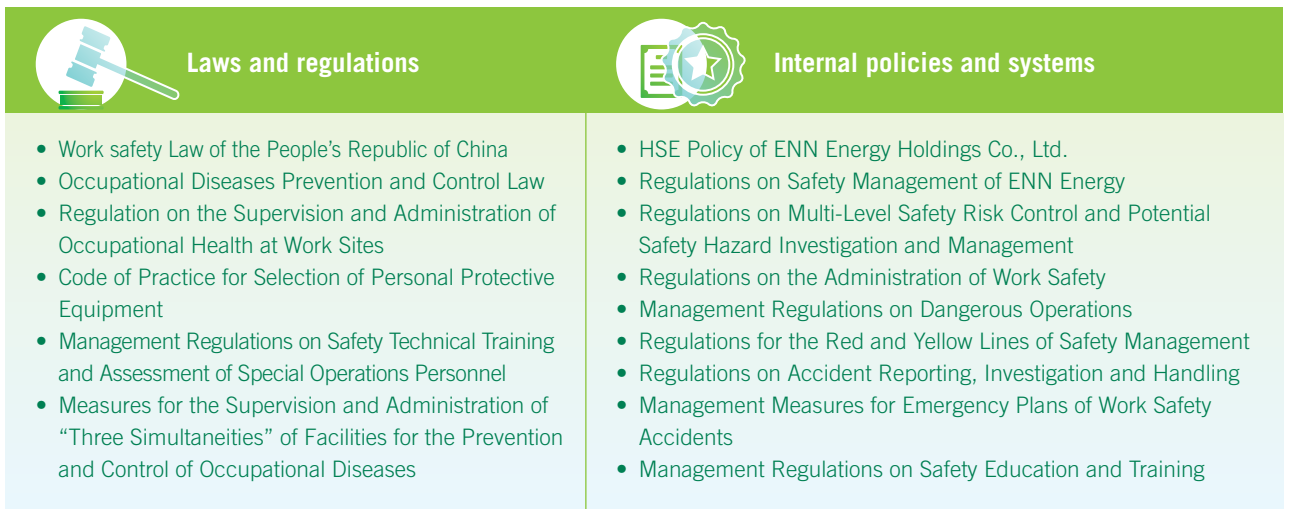 Laws and regulations
• Work safety Law of the People's Republic of China
• Occupational Diseases Prevention and Control Law
• Regulation on the Supervision and Administration of
Occupational Health at Work Sites
• Code of Practice for Selection of Personal Protective
Equipment
• Management Regulations on Safety Technical Training
and Assessment of Special Operations Personnel
• Measures for the Supervision and Administration of
“Three Simultaneities” of Facilities for the Prevention
and Control of Occupational Diseases
Internal policies and systems
• HSE Policy of ENN Energy Holdings Co., Ltd.
• Regulations on Safety Management of ENN Energy
• Regulations on Multi-Level Safety Risk Control and Potential
Safety Hazard Investigation and Management
• Regulations on the Administration of Work Safety
• Management Regulations on Dangerous Operations
• Regulations for the Red and Yellow Lines of Safety Management
• Regulations on Accident Reporting, Investigation and Handling
• Management Measures for Emergency Plans of Work Safety
Accidents
• Management Regulations on Safety Education and Training